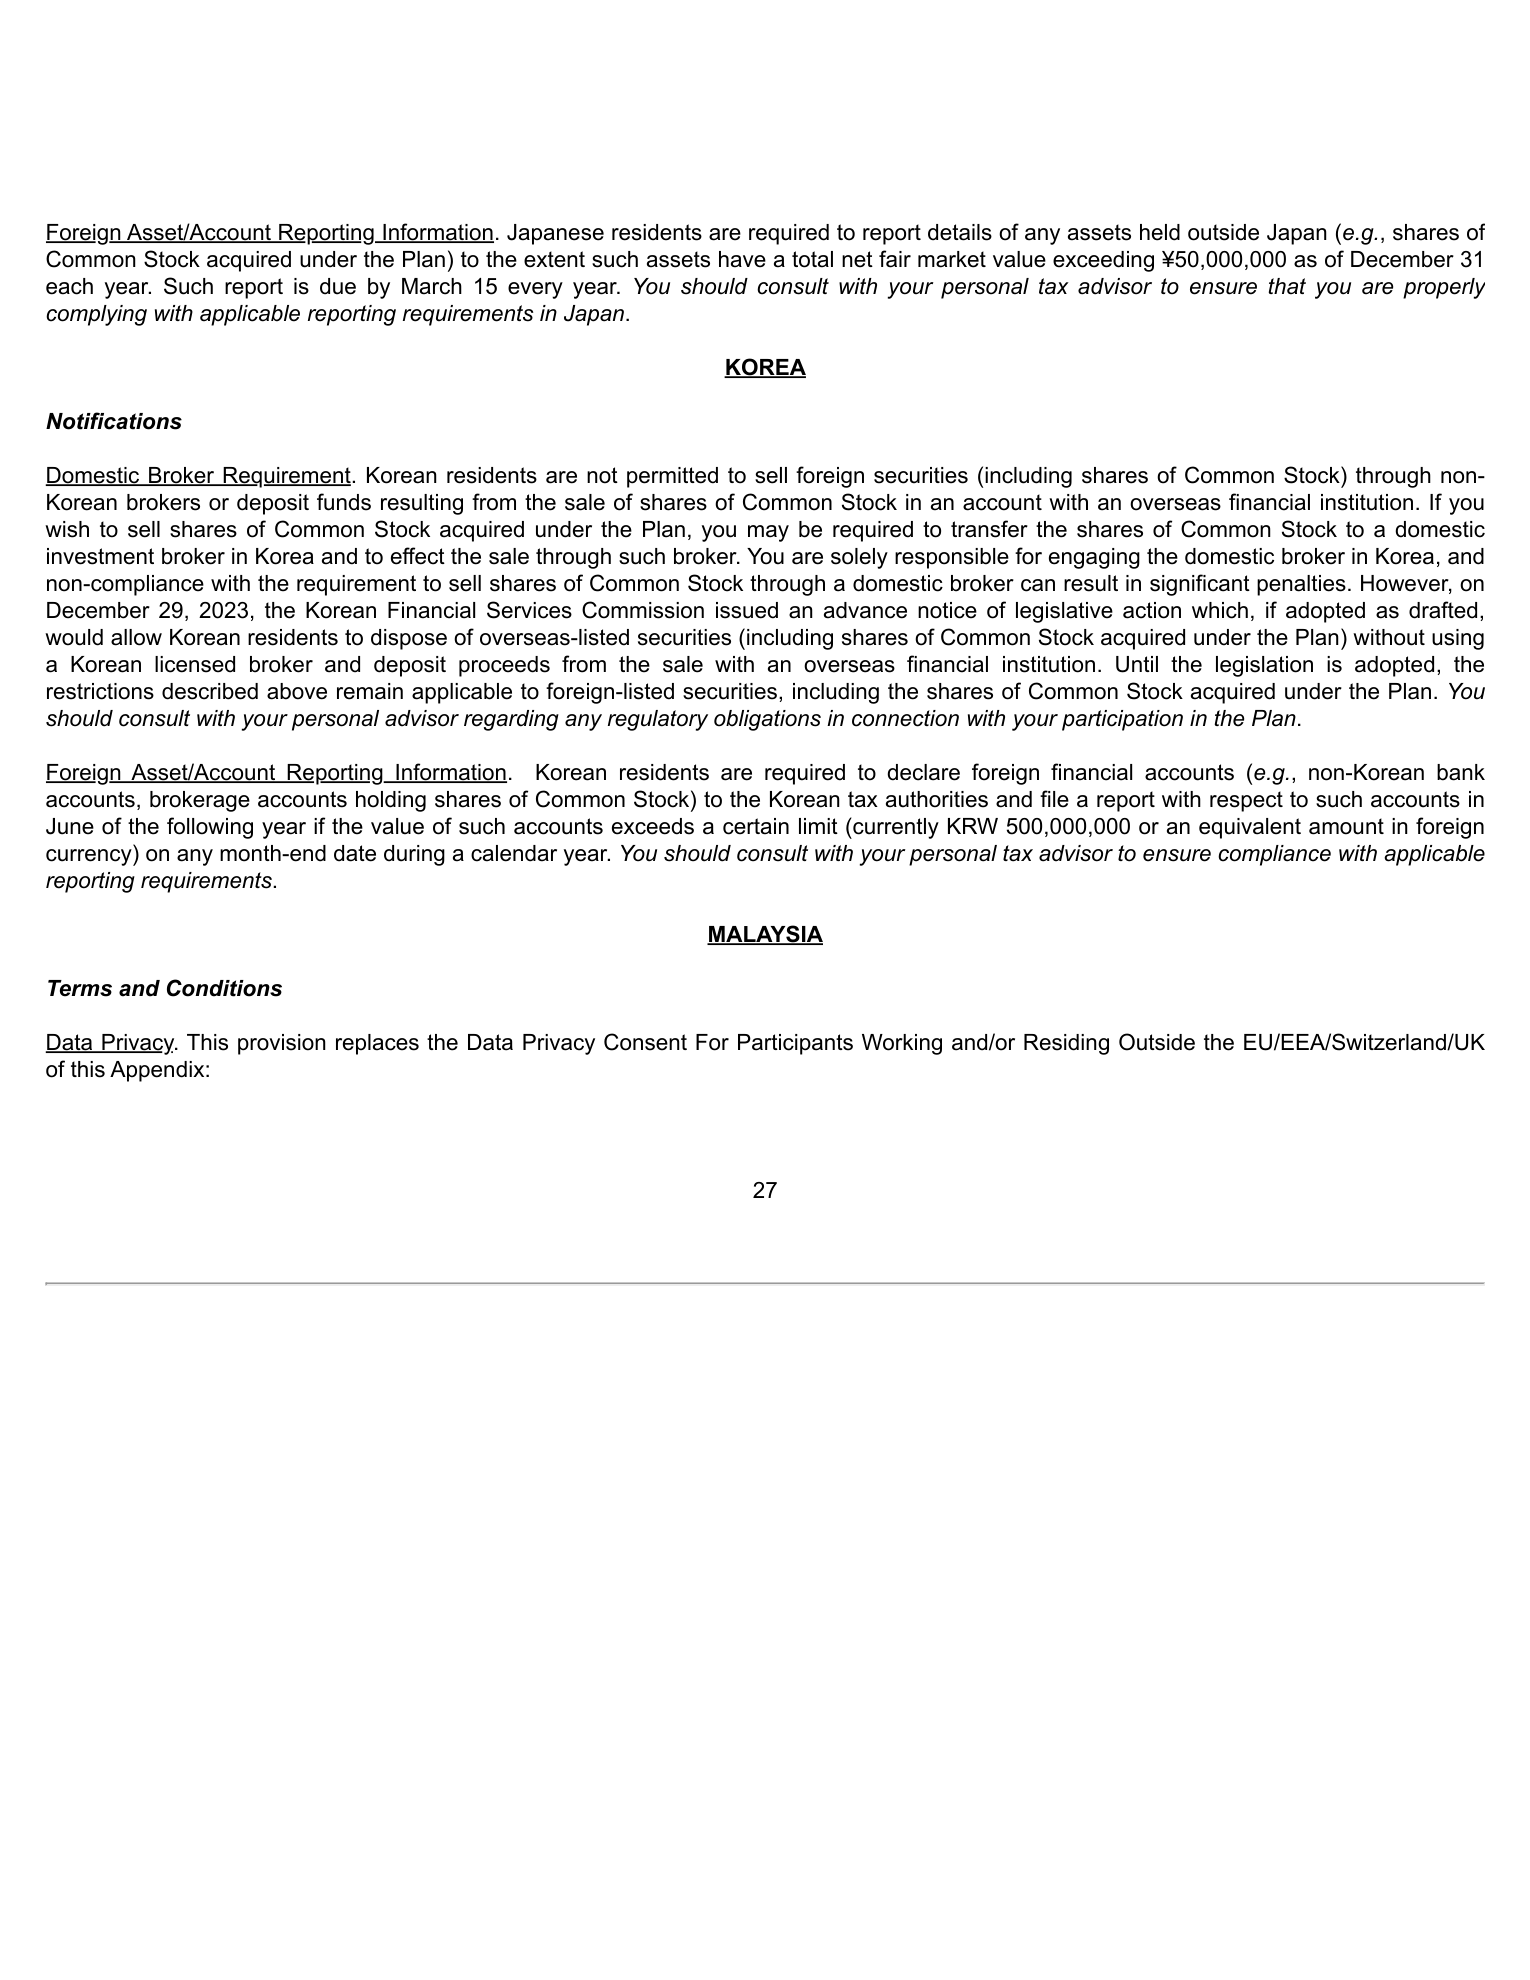 Foreign Asset/Account Reporting Information. Japanese residents are required to report details of any assets held outside Japan (e.g., shares of
Common Stock acquired under the Plan) to the extent such assets have a total net fair market value exceeding ¥50,000,000 as of December 31
each year. Such report is due by March 15 every year. You should consult with your personal tax advisor to ensure that you are properly
complying with applicable reporting requirements in Japan.
KOREA
Notifications
Domestic Broker Requirement. Korean residents are not permitted to sell foreign securities (including shares of Common Stock) through non-
Korean brokers or deposit funds resulting from the sale of shares of Common Stock in an account with an overseas financial institution. If you
wish to sell shares of Common Stock acquired under the Plan, you may be required to transfer the shares of Common Stock to a domestic
investment broker in Korea and to effect the sale through such broker. You are solely responsible for engaging the domestic broker in Korea, and
non-compliance with the requirement to sell shares of Common Stock through a domestic broker can result in significant penalties. However, on
December 29, 2023, the Korean Financial Services Commission issued an advance notice of legislative action which, if adopted as drafted,
would allow Korean residents to dispose of overseas-listed securities (including shares of Common Stock acquired under the Plan) without using
a Korean licensed broker and deposit proceeds from the sale with an overseas financial institution. Until the legislation is adopted, the
restrictions described above remain applicable to foreign-listed securities, including the shares of Common Stock acquired under the Plan. You
should consult with your personal advisor regarding any regulatory obligations in connection with your participation in the Plan.
Foreign Asset/Account Reporting Information.  Korean residents are required to declare foreign financial accounts (e.g., non-Korean bank
accounts, brokerage accounts holding shares of Common Stock) to the Korean tax authorities and file a report with respect to such accounts in
June of the following year if the value of such accounts exceeds a certain limit (currently KRW 500,000,000 or an equivalent amount in foreign
currency) on any month-end date during a calendar year. You should consult with your personal tax advisor to ensure compliance with applicable
reporting requirements.
MALAYSIA
Terms and Conditions
Data Privacy. This provision replaces the Data Privacy Consent For Participants Working and/or Residing Outside the EU/EEA/Switzerland/UK
of this Appendix:
27